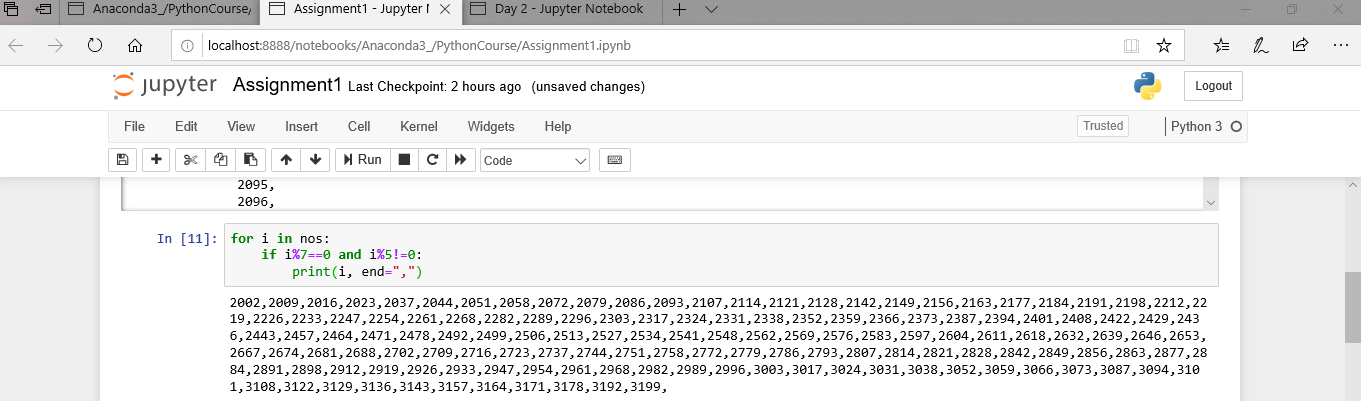 Anaconda3_/PythonCourse/
Assignment1 - Jupyter
Day 2 - Jupyter Notebook
localhost:8888/notebooks/Anaconda3_/PythonCourse/Assignment1.ipynb
jupyter Assignment1 Last Checkpoint: 2 hours ago (unsaved changes)
Logout
File Edit View Insert Cell Kernel Widgets Help
Trusted
Python 3
Run
Code
2095,
2096,
In [11]: for i in nos:
if i%7==0 and i%5!=0:
print(i, end=",")
2002,2009,2016,2023,2037,2044,2051,2058,2072,2079,2086,2093,2107,2114,2121,2128,2142,2149,2156,2163,2177,2184,2191,2198,2212,22
19,2226,2233,2247,2254,2261,2268,2282,2289,2296,2303,2317,2324,2331,2338,2352,2359,2366,2373,2387,2394,2401,2408,2422,2429,243
6,2443,2457,2464,2471,2478,2492,2499,2506,2513,2527,2534,2541,2548,2562,2569,2576,2583,2597,2604,2611,2618,2632,2639,2646,2653,
2667,2674,2681,2688,2702,2709,2716,2723,2737,2744,2751,2758,2772,2779,2786,2793,2807,2814,2821,2828,2842,2849,2856,2863,2877,28
84,2891,2898,2912,2919,2926,2933,2947,2954,2961,2968,2982,2989,2996,3003,3017,3024,3031,3038,3052,3059,3066,3073,3087,3094,310
1,3108,3122,3129,3136,3143,3157,3164,3171,3178,3192,3199,